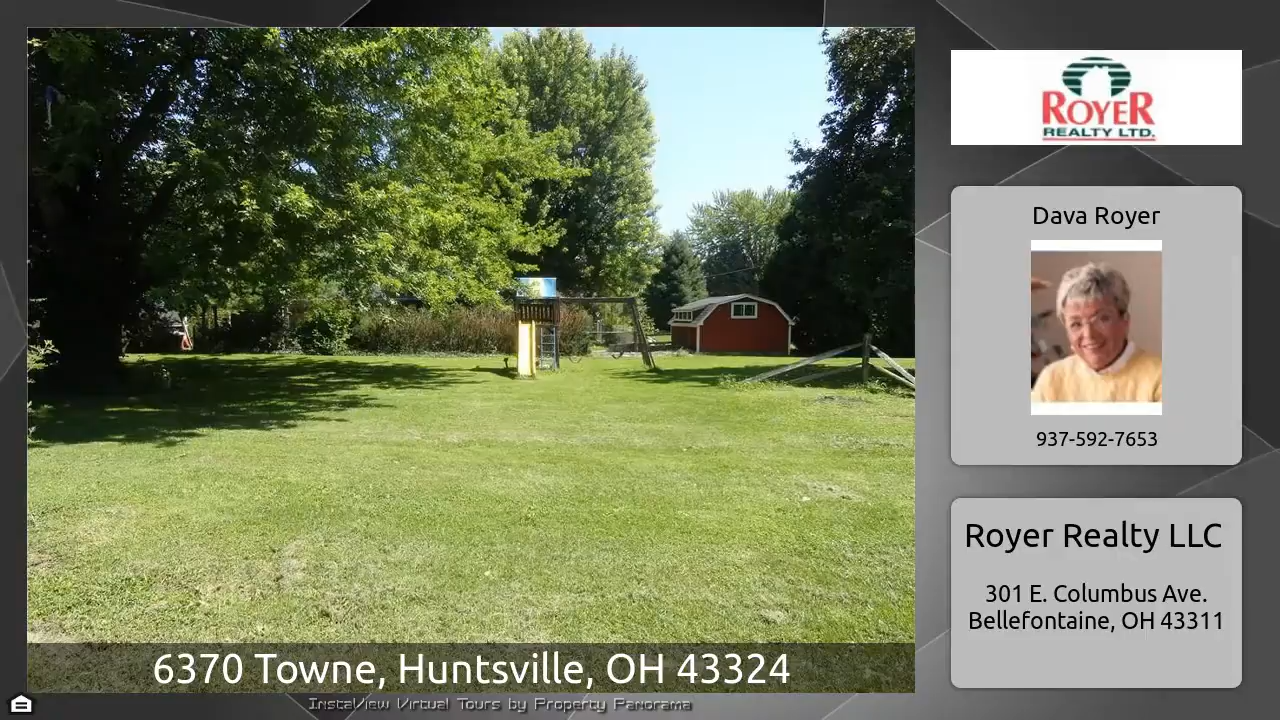 ROYER
REALTY LTD.
Dava Royer
937-592-7653
Royer Realty LLC
301 E. Columbus Ave.
Bellefontaine, OH 43311
6370 Towne, Huntsville, OH 43324
InstaView Virtual Tours by Property Panorama